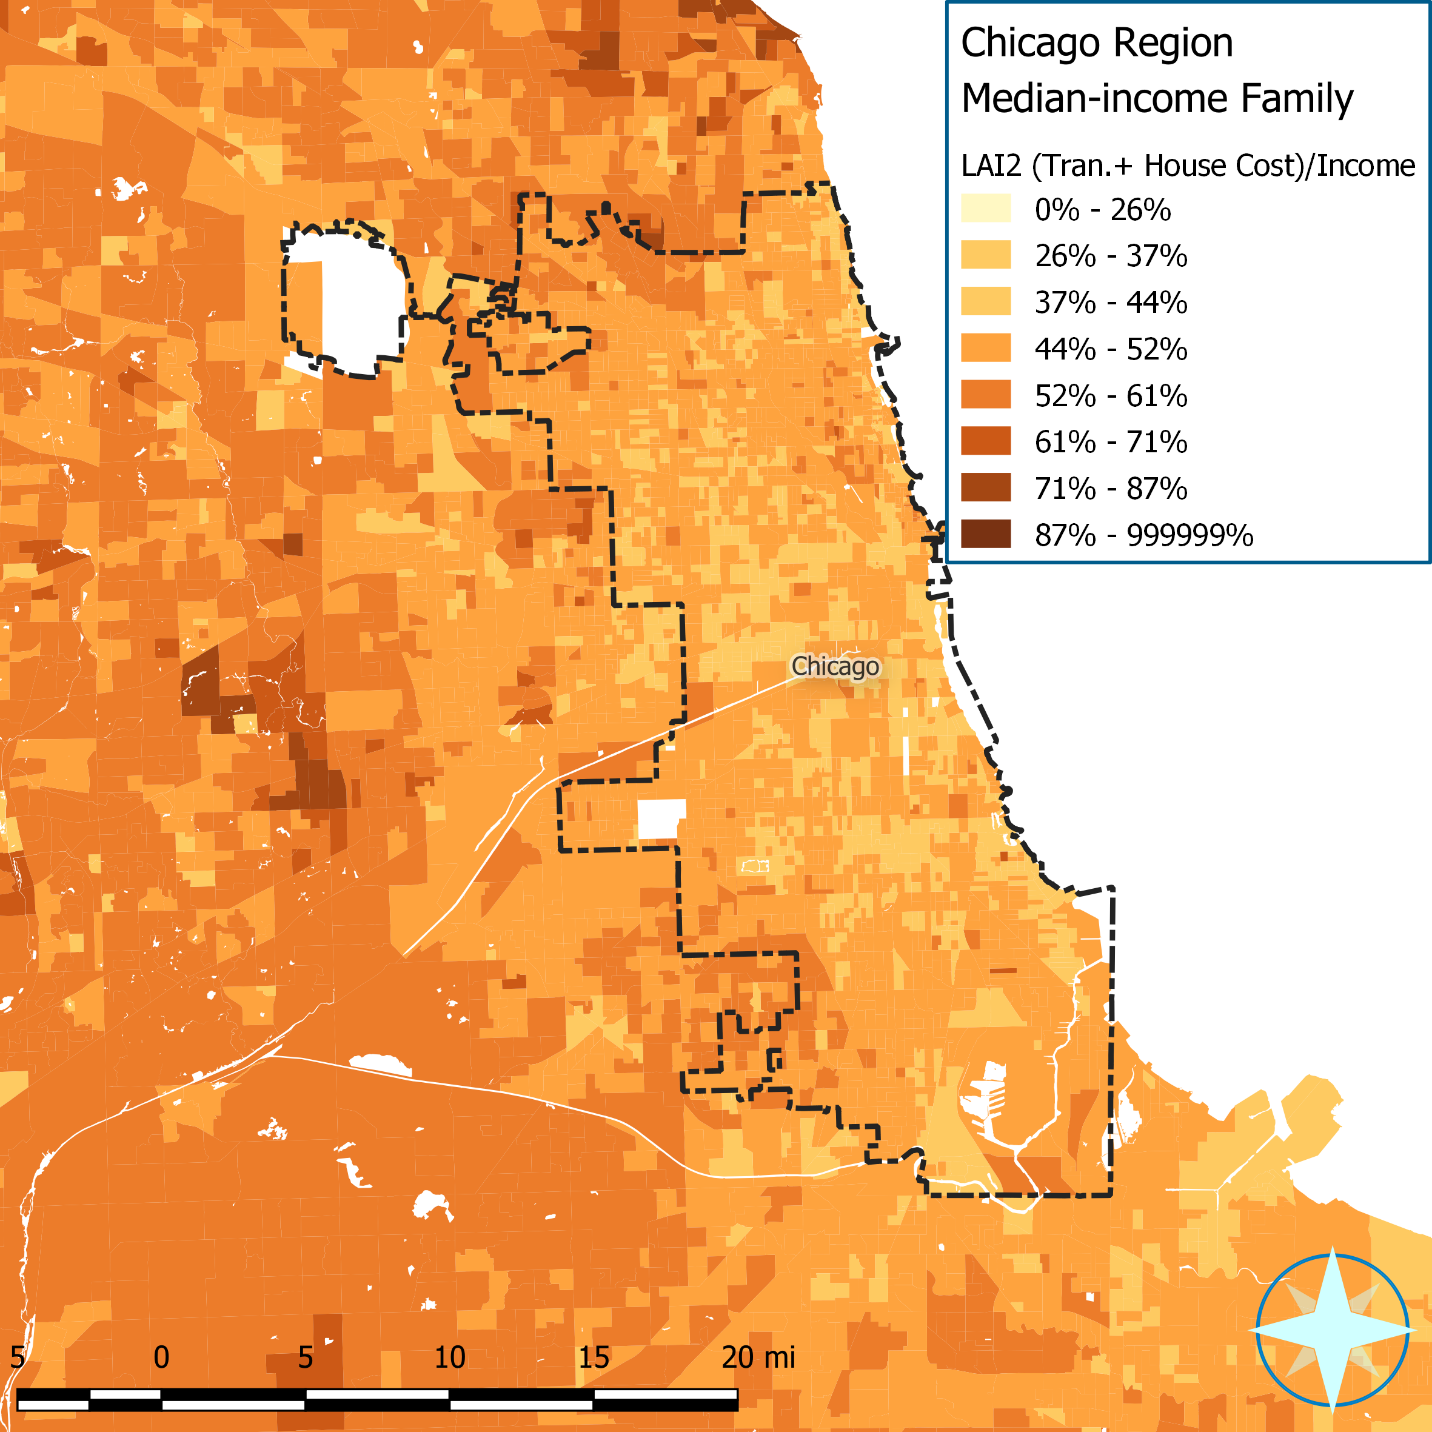 Chicago Region
Median-income Family
LAI2 (Tran.+ House Cost)/Income
0% - 26%
26% - 37%
37% - 44%
44% - 52%
52% - 61%
61% - 71%
71% - 87%
87% - 999999%
Chicago
5 0 5 10 15 20 mi